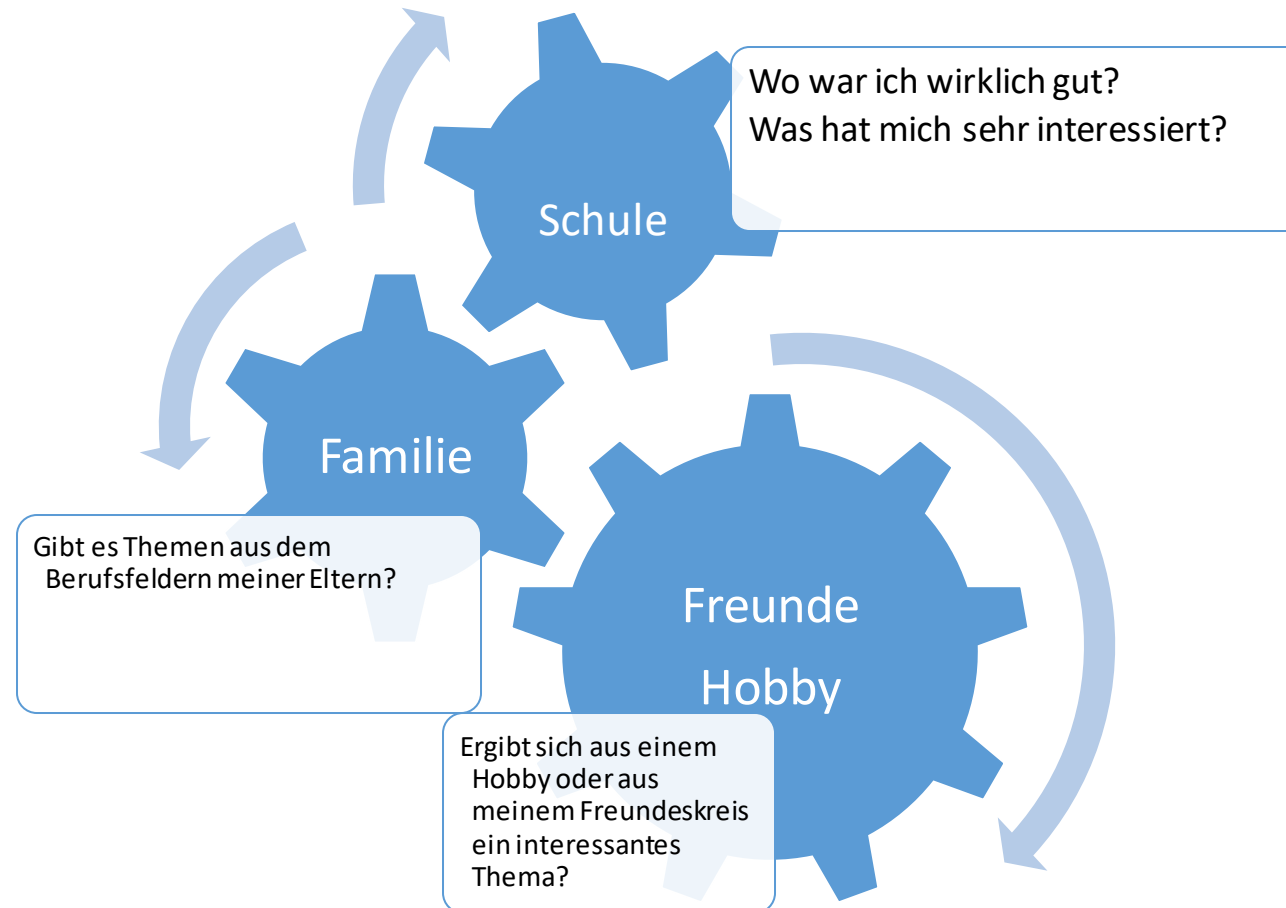 Schule
Wo war ich wirklich gut?
Was hat mich sehr interessiert?
Familie
Gibt es Themen aus dem
Berufsfeldern meiner Eltern?
Freunde
Hobby
Ergibt sich aus einem
Hobby oder aus
meinem Freundeskreis
ein interessantes
Thema?